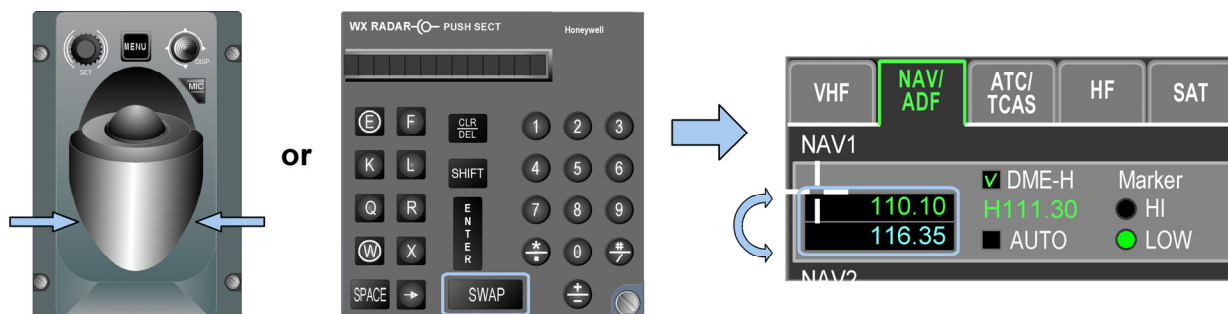 SCT
MENU
DISP
MIC
or
WX RADAR PUSH SECT
Honeywell
E F CLR DEL 1 2 3
K L SHIFT 4 5 6
Q R ENTER 7 8 9
W X * . 0 # /
SPACE SWAP + −
VHF NAV/ADF ATC/TCAS HF SAT
NAV1
DME-H Marker
110.10 H111.30 HI
116.35 AUTO LOW
NAV2